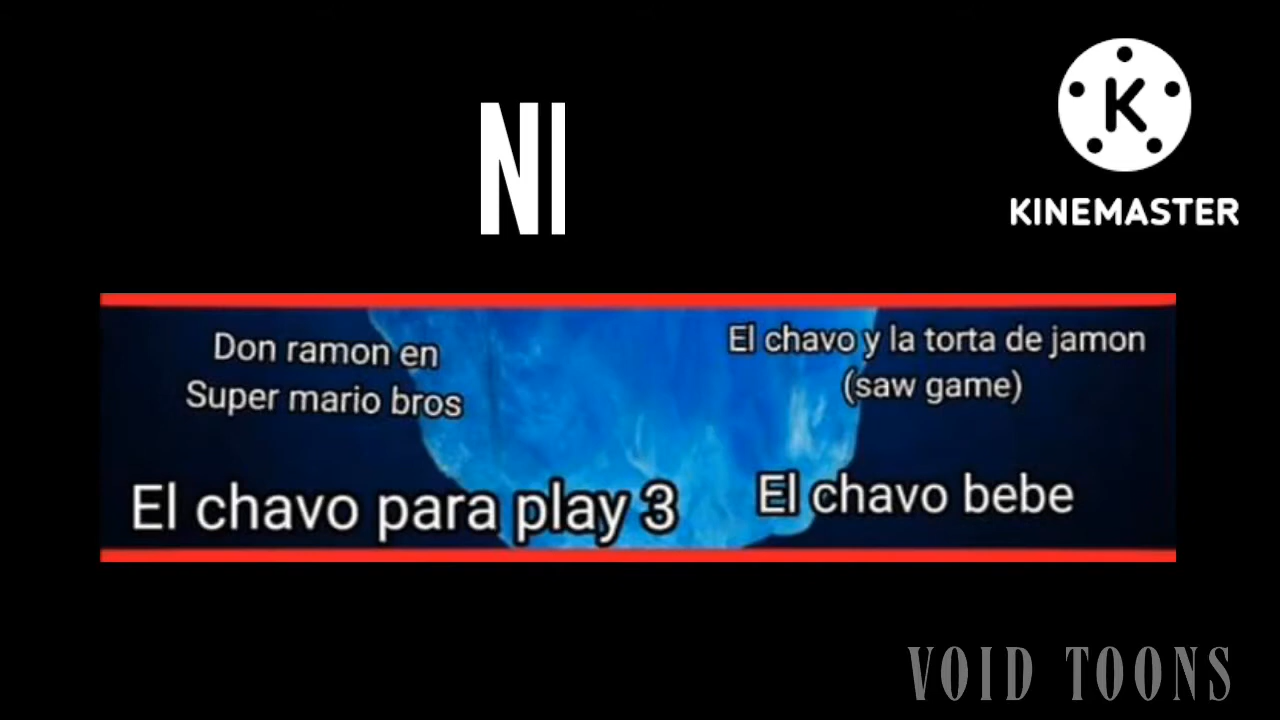 NI
KINEMASTER
Don ramon en
Super mario bros
El chavo y la torta de jamon
(saw game)
El chavo para play 3
El chavo bebe
VOID TOONS